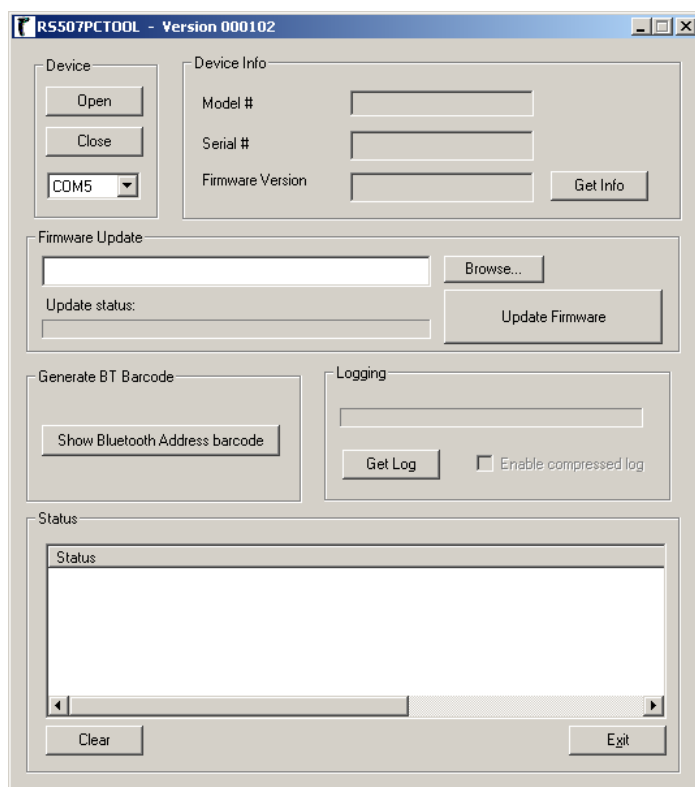 RS507PCTOOL - Version 000102
Device
Open
Close
COM5
Device Info
Model #
Serial #
Firmware Version
Get Info
Firmware Update
Browse...
Update status:
Update Firmware
Generate BT Barcode
Show Bluetooth Address barcode
Logging
Get Log
Enable compressed log
Status
Status
Clear
Exit